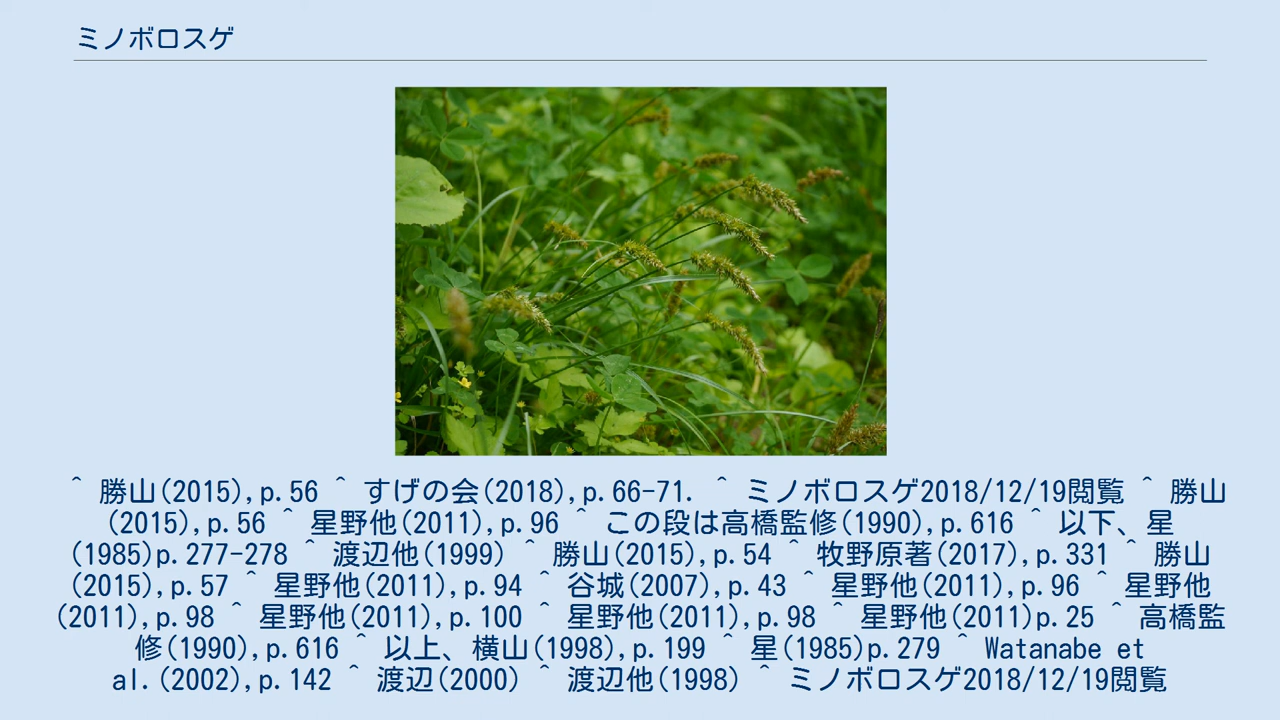 ミノボロスゲ
^ 勝山(2015),p.56 ^ すげの会(2018),p.66-71. ^ ミノボロスゲ2018/12/19閲覧 ^ 勝山
(2015),p.56 ^ 星野他(2011),p.96 ^ この段は高橋監修(1990),p.616 ^ 以下、星
(1985)p.277-278 ^ 渡辺他(1999) ^ 勝山(2015),p.54 ^ 牧野原著(2017),p.331 ^ 勝山
(2015),p.57 ^ 星野他(2011),p.94 ^ 谷城(2007),p.43 ^ 星野他(2011),p.96 ^ 星野他
(2011),p.98 ^ 星野他(2011),p.100 ^ 星野他(2011),p.98 ^ 星野他(2011)p.25 ^ 高橋監
修(1990),p.616 ^ 以上、横山(1998),p.199 ^ 星(1985)p.279 ^ Watanabe et
al.(2002),p.142 ^ 渡辺(2000) ^ 渡辺他(1998) ^ ミノボロスゲ2018/12/19閲覧